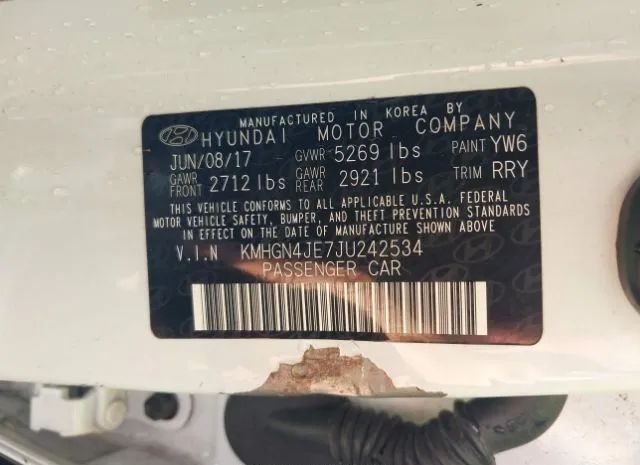 MANUFACTURED IN KOREA BY
HYUNDAI MOTOR COMPANY
JUN/08/17 GVWR 5269 lbs PAINT YW6
GAWR FRONT 2712 lbs GAWR REAR 2921 lbs TRIM RRY
THIS VEHICLE CONFORMS TO ALL APPLICABLE U.S.A. FEDERAL
MOTOR VEHICLE SAFETY, BUMPER, AND THEFT PREVENTION STANDARDS
IN EFFECT ON THE DATE OF MANUFACTURE SHOWN ABOVE.
V.I.N KMHGN4JE7JU242534
PASSENGER CAR